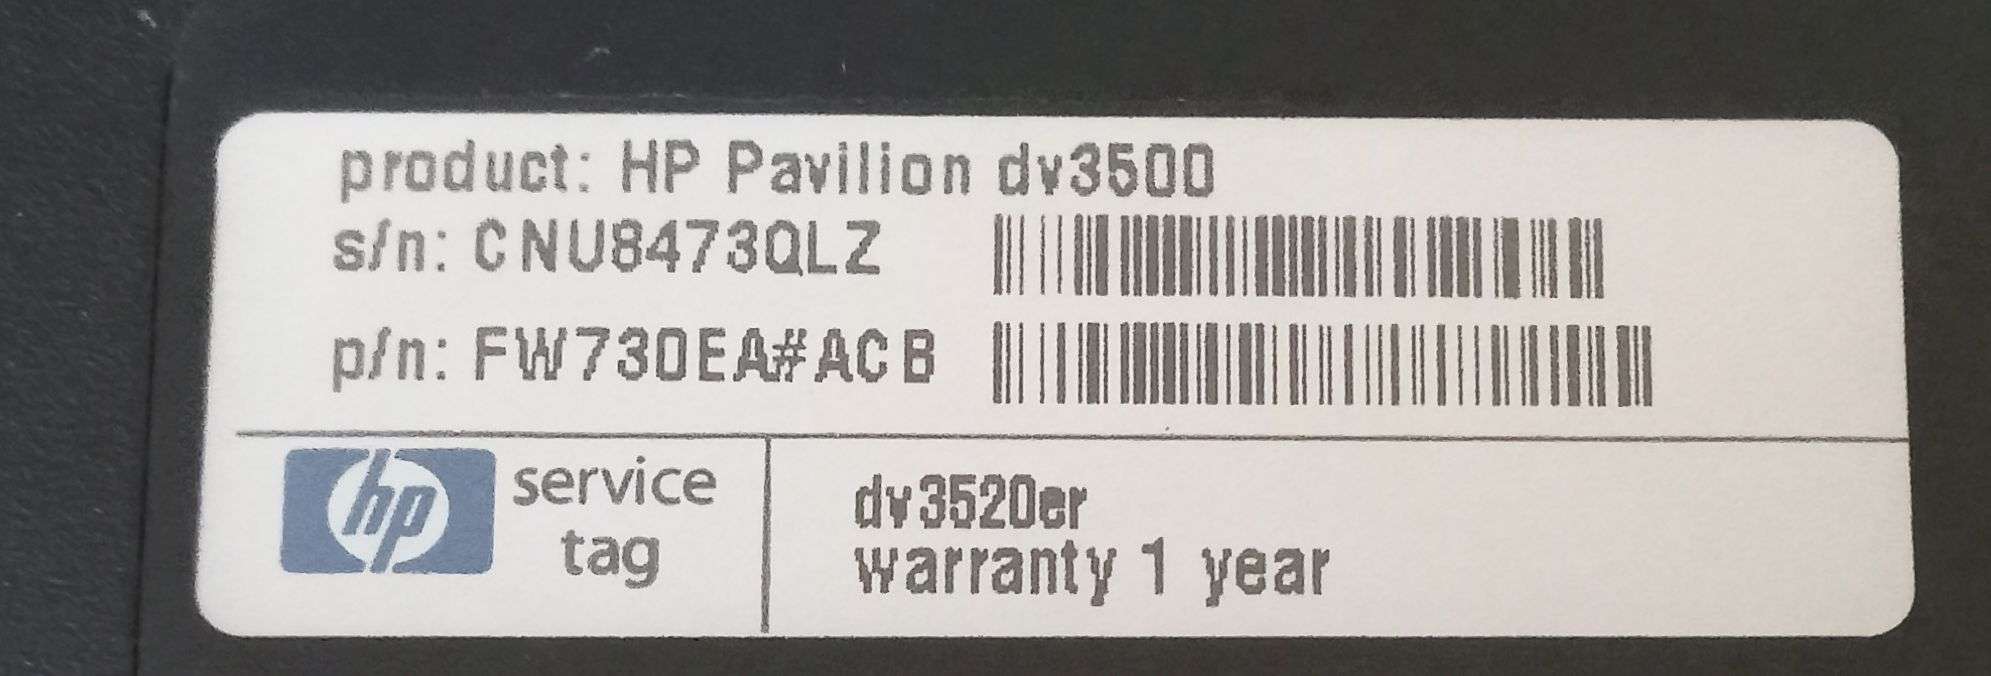 product: HP Pavilion dv3500
s/n: CNU8473QLZ
p/n: FW730EA#ACB
hp service
tag
dv3520er
warranty 1 year